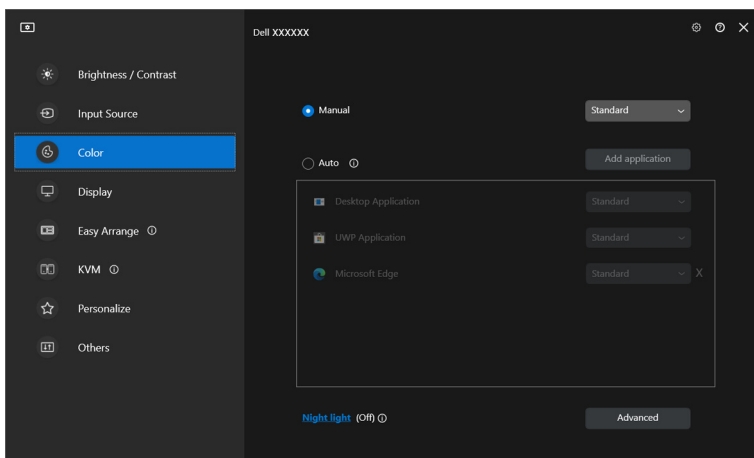 Dell XXXXXX
Brightness / Contrast
Input Source
Color
Display
Easy Arrange
KVM
Personalize
Others
Manual
Standard
Auto
Add application
Desktop Application
Standard
UWP Application
Standard
Microsoft Edge
Standard
X
Night light (Off)
Advanced